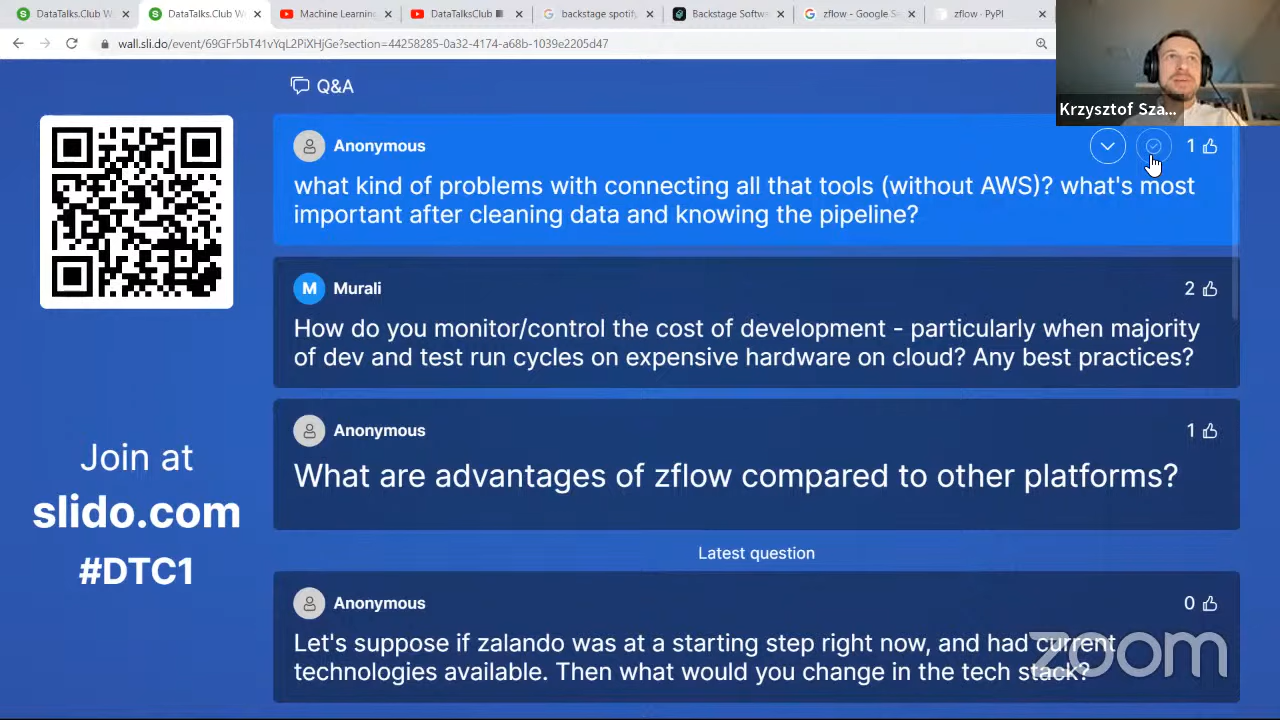 DataTalks.Club W
DataTalks.Club W
Machine Learning
DataTalksClub
backstage spotif
Backstage Softwa
zflow - Google Se
zflow · PyPI
wall.sli.do/event/69GFr5bT41vYqL2PiXHjGe?section=44258285-0a32-4174-a68b-1039e2205d47
Krzysztof Sza...
Q&A
Anonymous
1
what kind of problems with connecting all that tools (without AWS)? what's most
important after cleaning data and knowing the pipeline?
M
Murali
2
How do you monitor/control the cost of development - particularly when majority
of dev and test run cycles on expensive hardware on cloud? Any best practices?
Anonymous
1
What are advantages of zflow compared to other platforms?
Join at
slido.com
#DTC1
Latest question
Anonymous
0
Let's suppose if zalando was at a starting step right now, and had current
technologies available. Then what would you change in the tech stack?
zoom